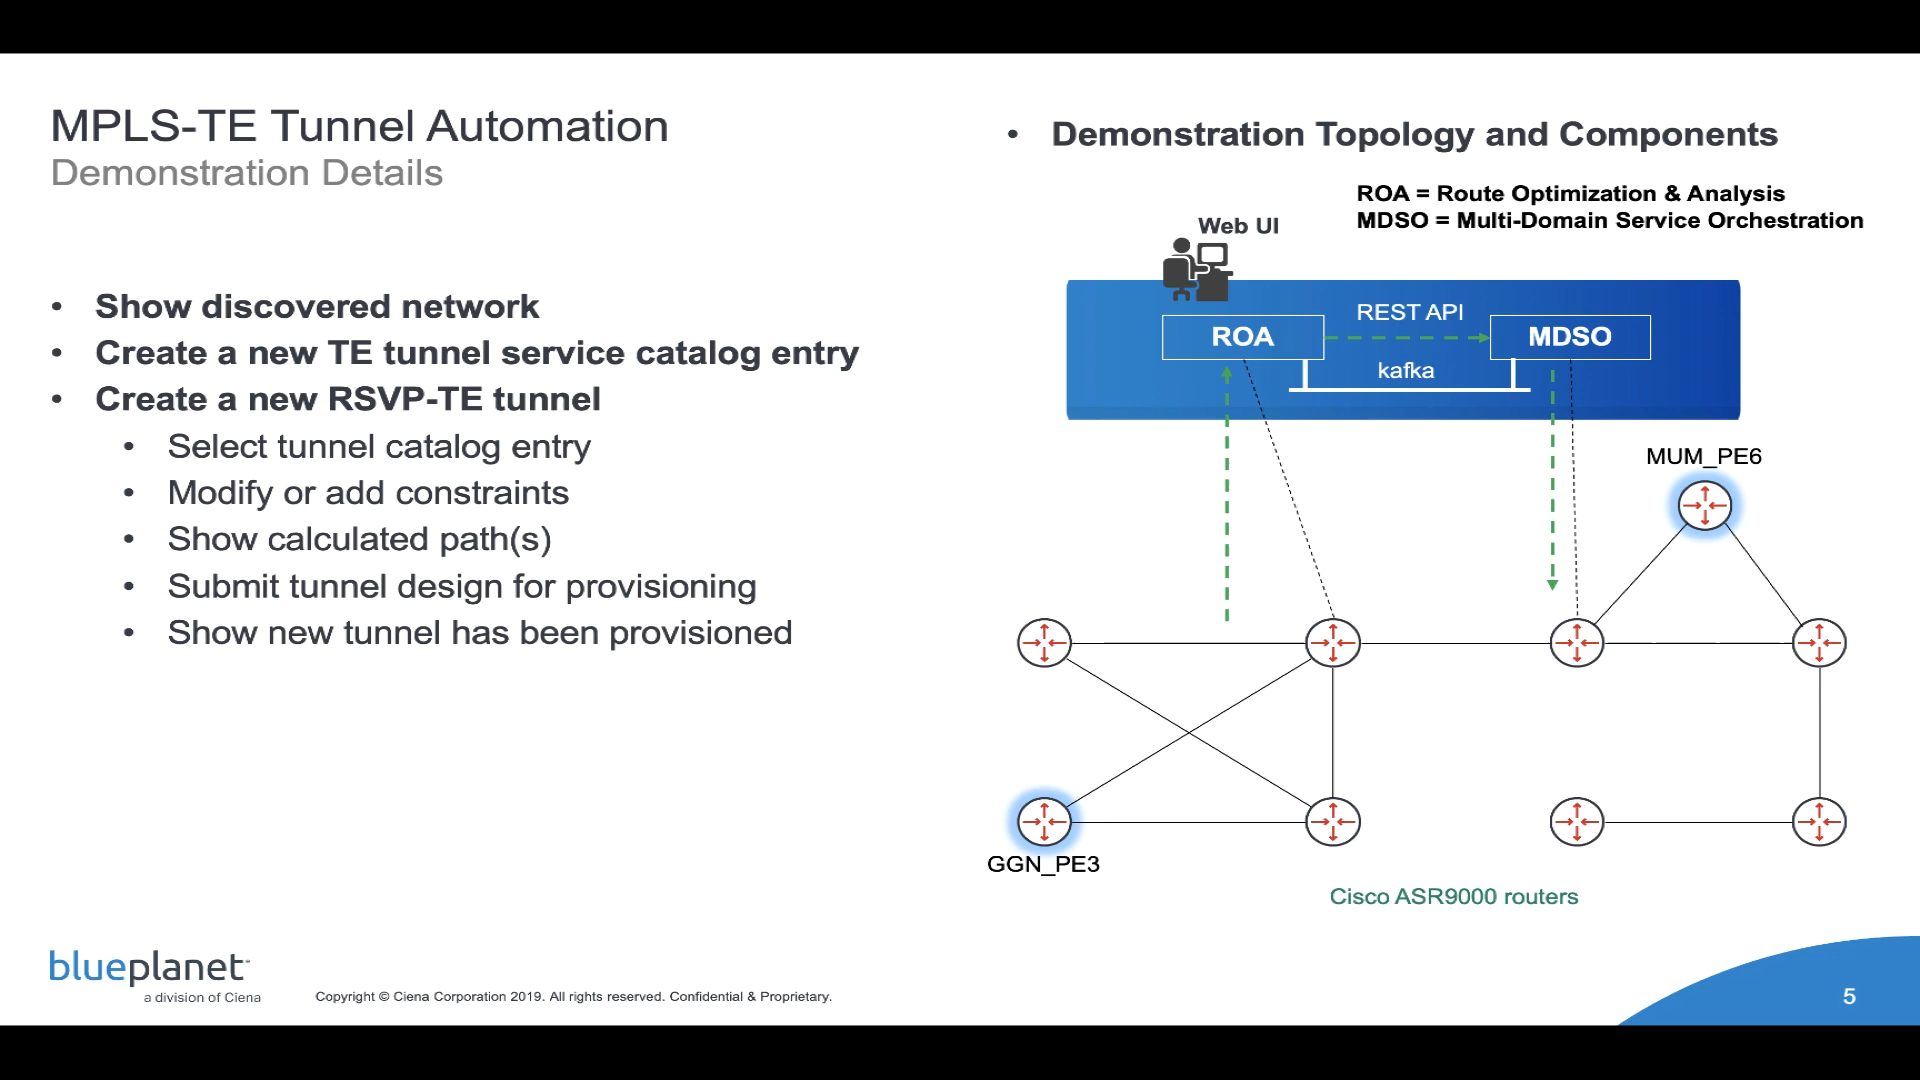 MPLS-TE Tunnel Automation
Demonstration Details
• Show discovered network
• Create a new TE tunnel service catalog entry
• Create a new RSVP-TE tunnel
• Select tunnel catalog entry
• Modify or add constraints
• Show calculated path(s)
• Submit tunnel design for provisioning
• Show new tunnel has been provisioned
• Demonstration Topology and Components
ROA = Route Optimization & Analysis
MDSO = Multi-Domain Service Orchestration
Web UI
REST API
ROA
MDSO
kafka
MUM_PE6
GGN_PE3
Cisco ASR9000 routers
blueplanet
a division of Ciena
Copyright © Ciena Corporation 2019. All rights reserved. Confidential & Proprietary.
5